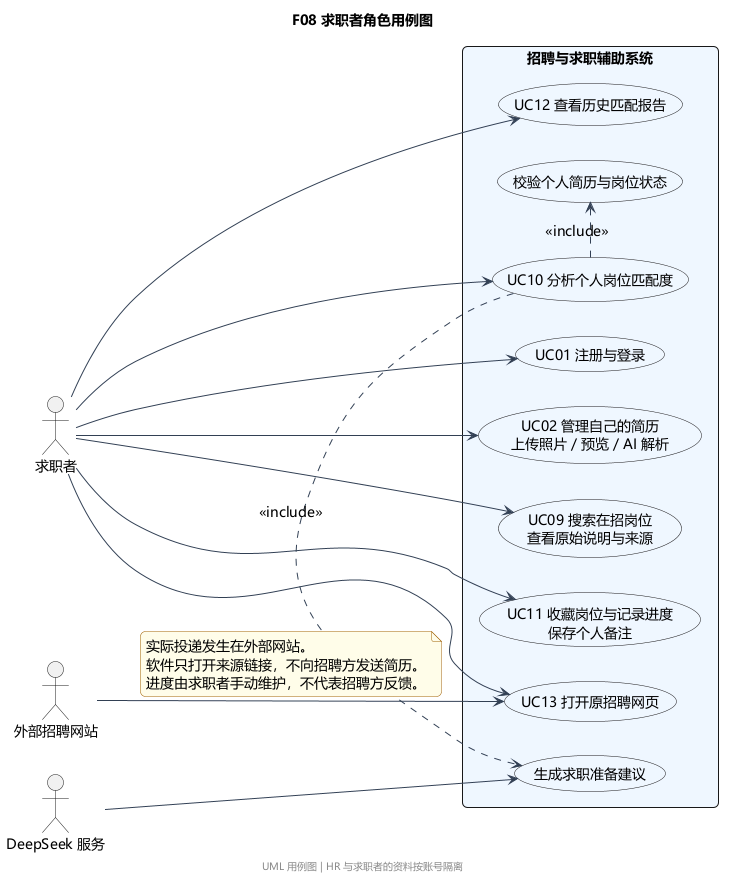 F08 求职者角色用例图
招聘与求职辅助系统
UC12 查看历史匹配报告
校验个人简历与岗位状态
«include»
UC10 分析个人岗位匹配度
UC01 注册与登录
UC02 管理自己的简历
上传照片 / 预览 / AI 解析
求职者
«include»
UC09 搜索在招岗位
查看原始说明与来源
UC11 收藏岗位与记录进度
保存个人备注
实际投递发生在外部网站。
软件只打开来源链接，不向招聘方发送简历。
进度由求职者手动维护，不代表招聘方反馈。
外部招聘网站
UC13 打开原招聘网页
生成求职准备建议
DeepSeek 服务
UML 用例图 | HR 与求职者的资料按账号隔离